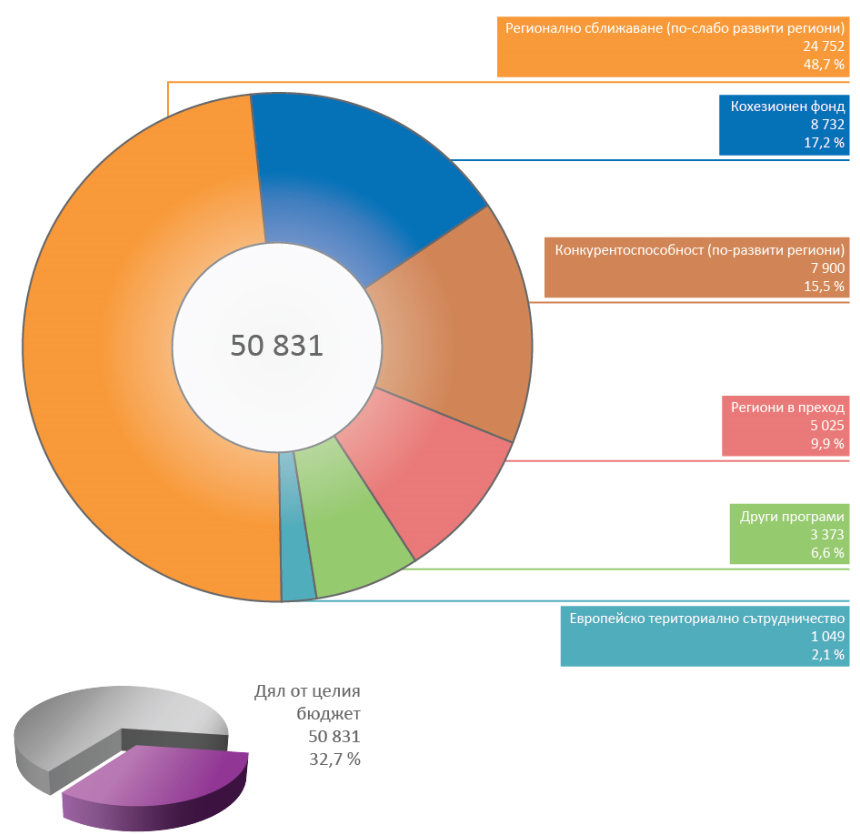 Регионално сближаване (по-слабо развити региони)
24 752
48,7 %
Кохезионен фонд
8 732
17,2 %
Конкурентоспособност (по-развити региони)
7 900
15,5 %
50 831
Региони в преход
5 025
9,9 %
Други програми
3 373
6,6 %
Европейско териториално сътрудничество
1 049
2,1 %
Дял от целия
бюджет
50 831
32,7 %